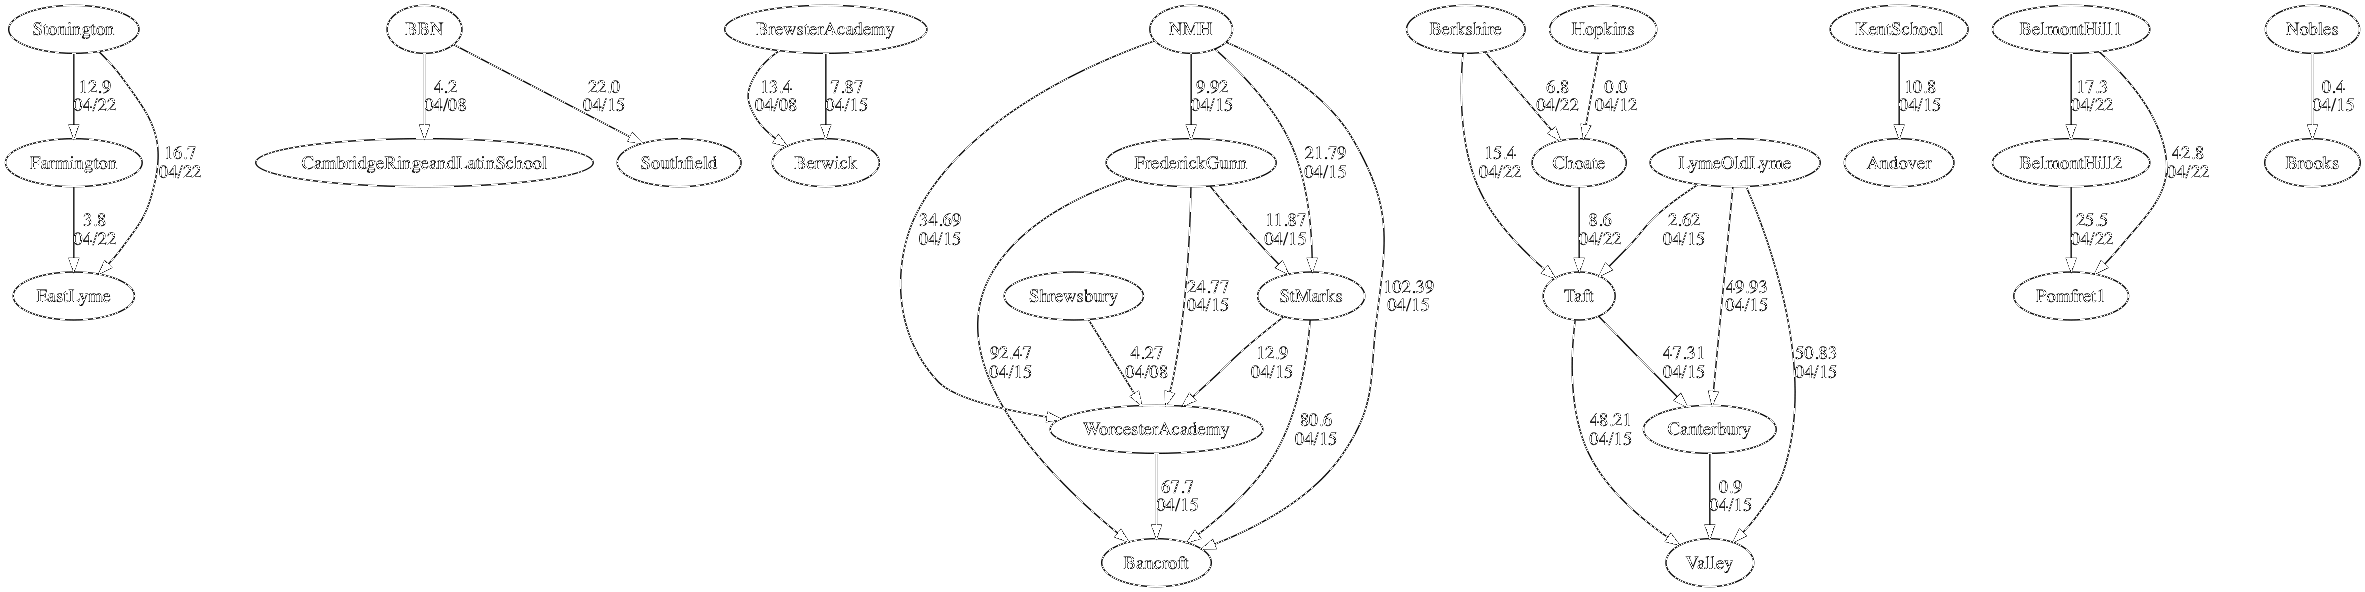 Stonington
BBN
BrewsterAcademy
NMH
Berkshire
Hopkins
KentSchool
BelmontHill1
Nobles
12.9
04/22
4.2
04/08
22.0
04/15
13.4
04/08
7.87
04/15
9.92
04/15
6.8
04/22
0.0
04/12
10.8
04/15
17.3
04/22
0.4
04/15
Farmington
CambridgeRingeandLatinSchool
Southfield
Berwick
FrederickGunn
Choate
LymeOldLyme
Andover
BelmontHill2
Brooks
16.7
04/22
21.79
04/15
15.4
04/22
42.8
04/22
3.8
04/22
34.69
04/15
11.87
04/15
8.6
04/22
2.62
04/15
25.5
04/22
EastLyme
Shrewsbury
24.77
04/15
StMarks
102.39
04/15
Taft
49.93
04/15
Pomfret1
92.47
04/15
4.27
04/08
12.9
04/15
47.31
04/15
50.83
04/15
WorcesterAcademy
80.6
04/15
48.21
04/15
Canterbury
67.7
04/15
0.9
04/15
Bancroft
Valley